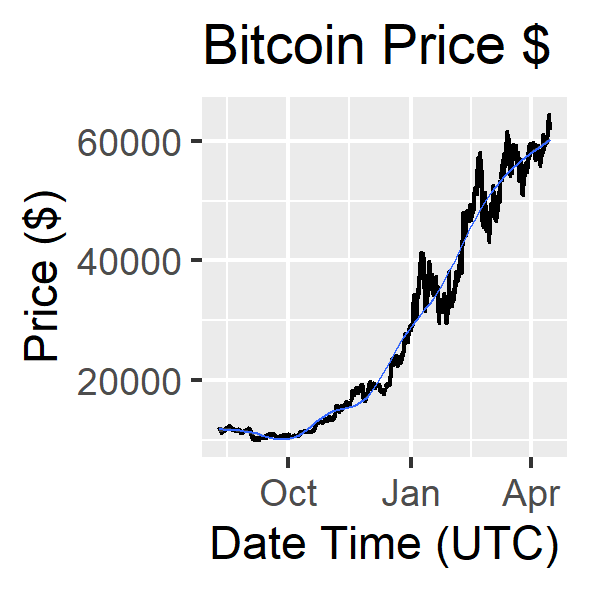 Bitcoin Price $
Price ($)
60000
40000
20000
Oct Jan Apr
Date Time (UTC)